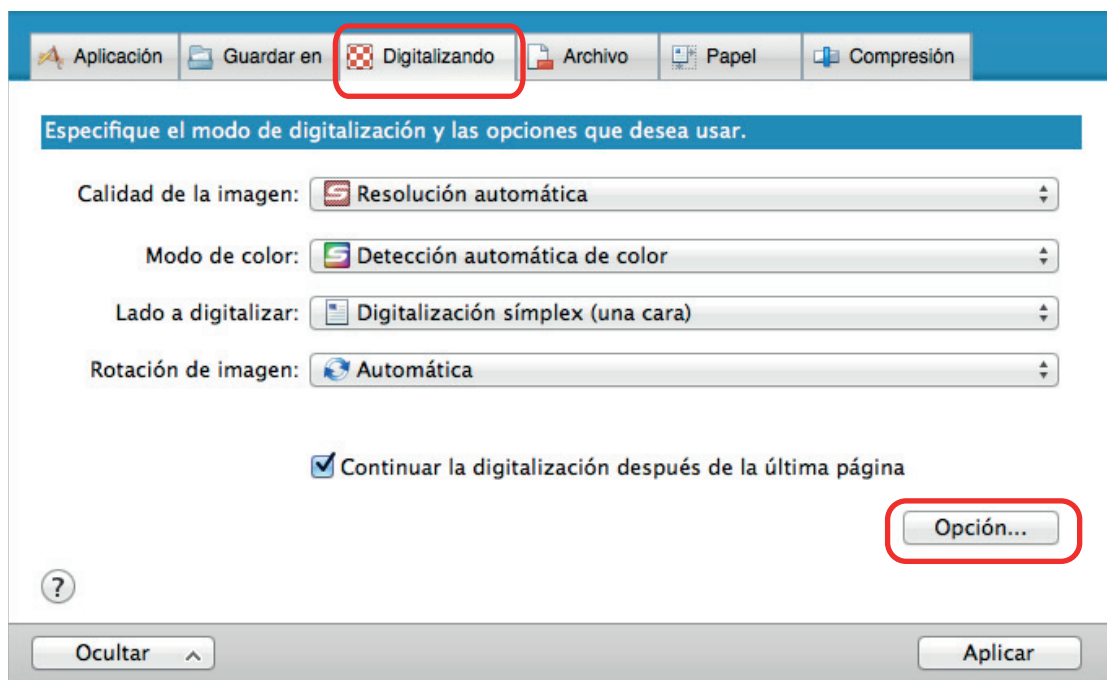 Aplicación Guardar en Digitalizando Archivo Papel Compresión
Especifique el modo de digitalización y las opciones que desea usar.
Calidad de la imagen: Resolución automática
Modo de color: Detección automática de color
Lado a digitalizar: Digitalización símplex (una cara)
Rotación de imagen: Automática
Continuar la digitalización después de la última página
Opción...
?
Ocultar Aplicar